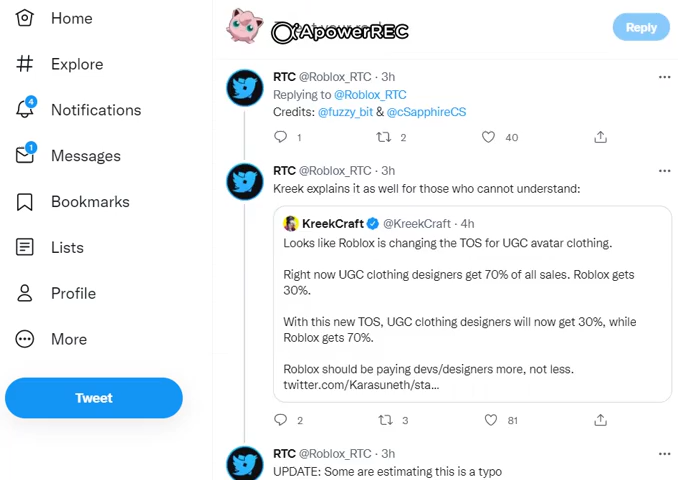 Home
Explore
4
Notifications
1
Messages
Bookmarks
Lists
Profile
More
Tweet
ApowerREC
Reply
RTC @Roblox_RTC · 3h
Replying to @Roblox_RTC
Credits: @fuzzy_bit & @cSapphireCS
1 2 40
RTC @Roblox_RTC · 3h
Kreek explains it as well for those who cannot understand:
KreekCraft @KreekCraft · 4h
Looks like Roblox is changing the TOS for UGC avatar clothing.
Right now UGC clothing designers get 70% of all sales. Roblox gets
30%.
With this new TOS, UGC clothing designers will now get 30%, while
Roblox gets 70%.
Roblox should be paying devs/designers more, not less.
twitter.com/Karasuneth/sta...
2 3 81
RTC @Roblox_RTC · 3h
UPDATE: Some are estimating this is a typo